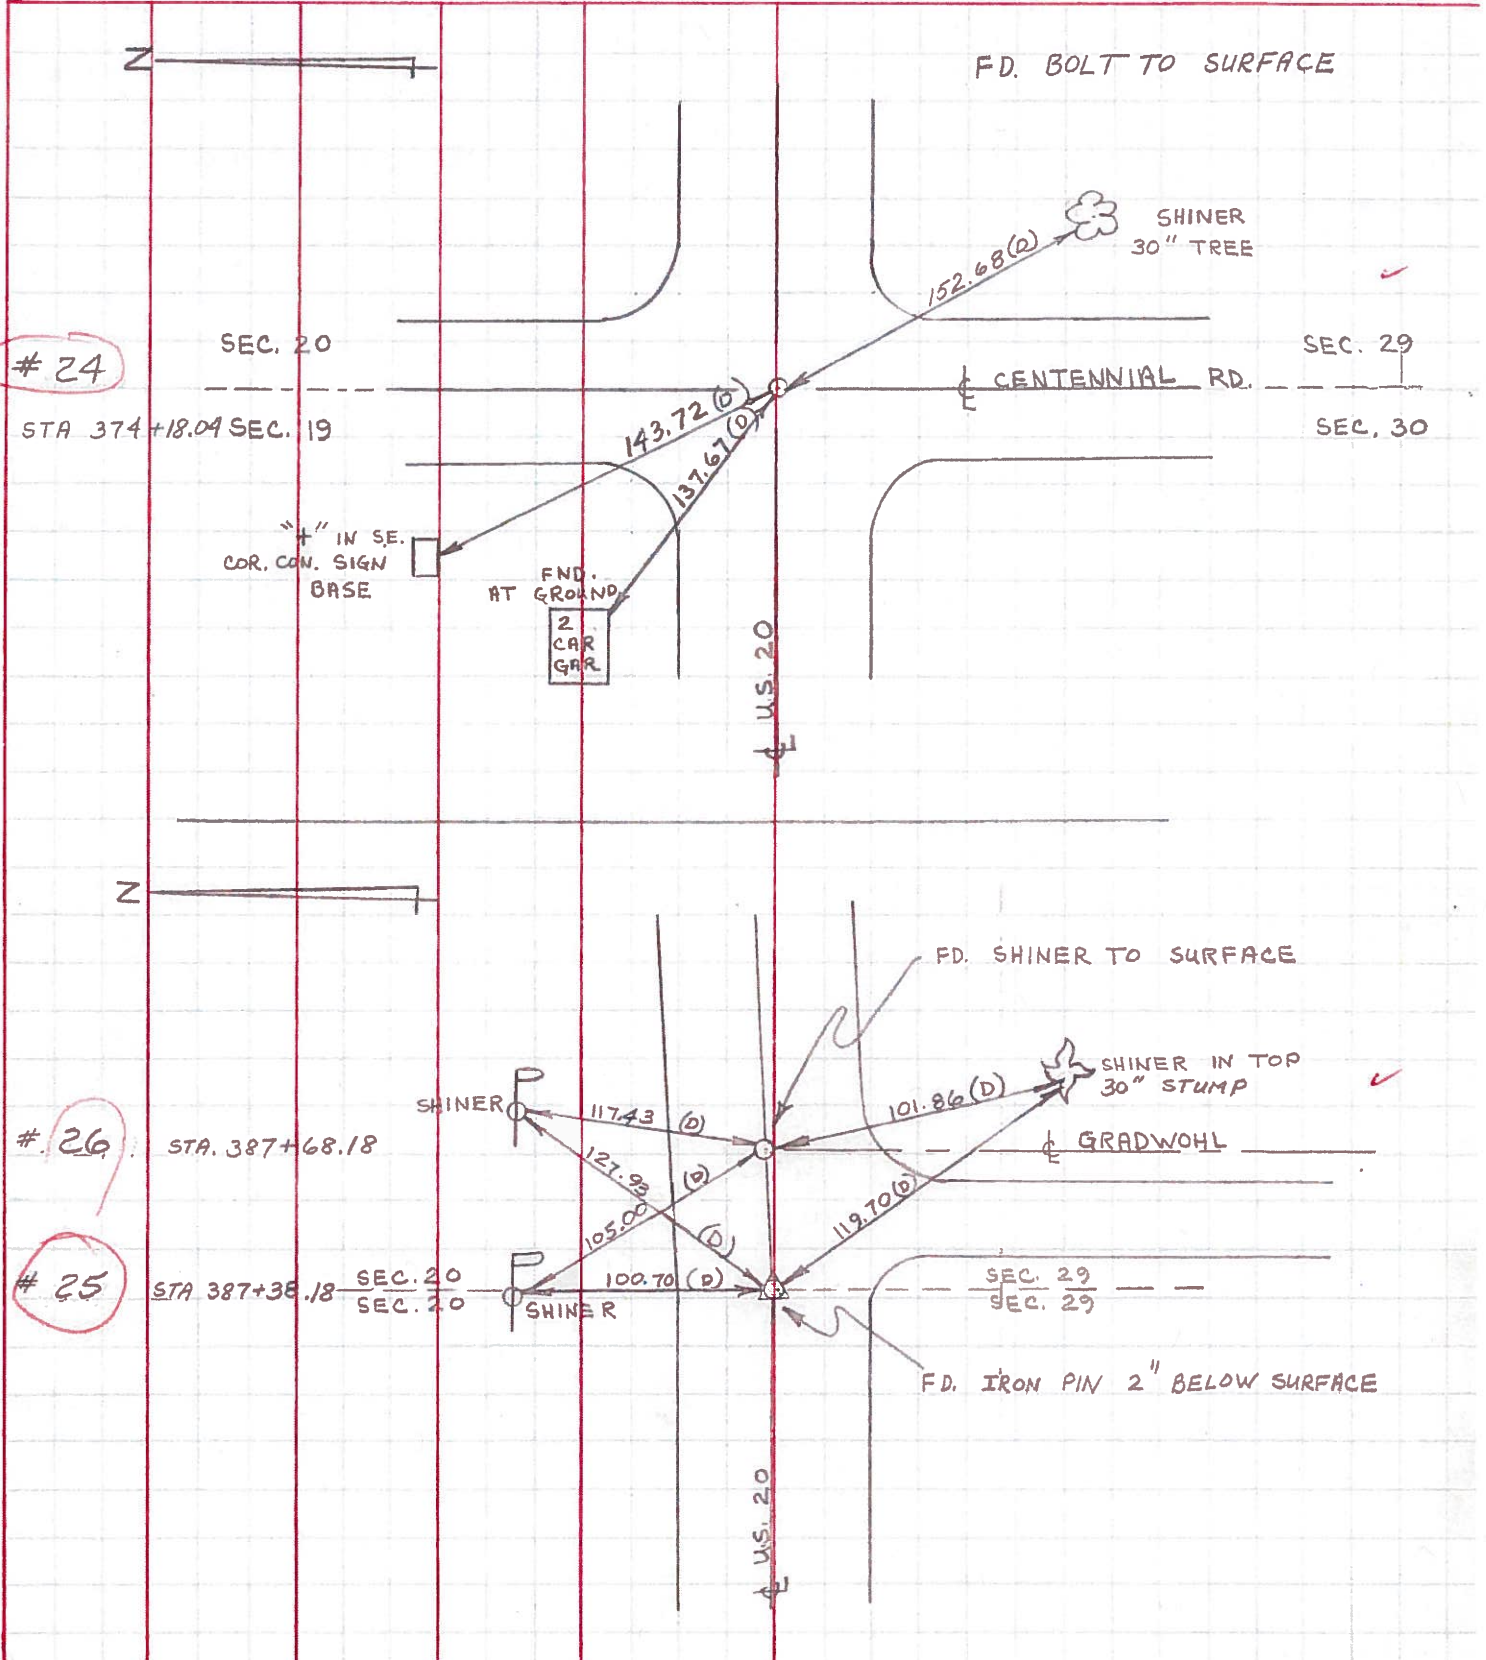 N
FD. BOLT TO SURFACE
SHINER
30" TREE
152.68 (D)
SEC. 20
SEC. 29
# 24
℄ CENTENNIAL RD.
STA 374+18.04 SEC. 19
SEC. 30
143.72 (D)
137.67 (D)
"+" IN S.E.
COR. CON. SIGN
BASE
FND.
AT GROUND
2
CAR
GAR
℄ U.S. 20
N
FD. SHINER TO SURFACE
SHINER IN TOP
30" STUMP
SHINER
117.43 (D)
101.86 (D)
# 26
STA. 387+68.18
℄ GRADWOHL
127.93 (D)
105.00 (D)
119.70 (D)
# 25
STA 387+38.18
SEC. 20
SEC. 20
100.70 (D)
SHINER
SEC. 29
SEC. 29
FD. IRON PIN 2" BELOW SURFACE
℄ U.S. 20